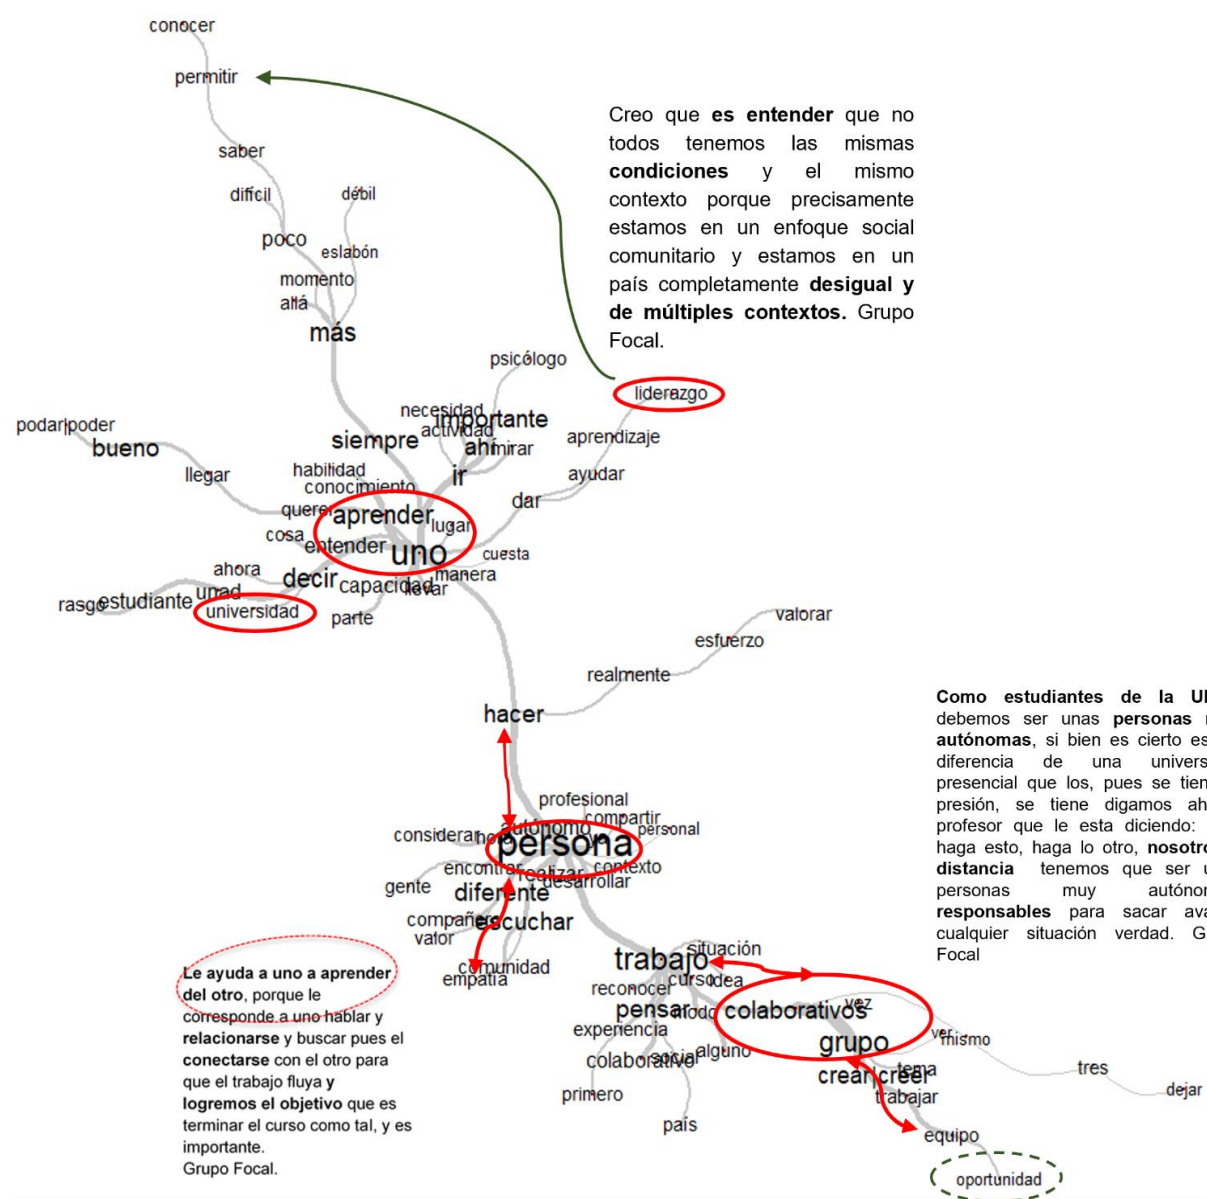 conocer
permitir
saber
difícil
débil
poco
eslabón
momento
allá
más
Creo que es entender que no
todos tenemos las mismas
condiciones y el mismo
contexto porque precisamente
estamos en un enfoque social
comunitario y estamos en un
país completamente desigual y
de múltiples contextos. Grupo
Focal.
psicólogo
liderazgo
necesidad
importante
actividad
podar|poder
bueno
siempre
ahí
mirar
aprendizaje
llegar
habilidad
conocimiento
ir
ayudar
querer
aprender
lugar
dar
cosa
entender
uno
cuesta
ahora
decir
capacidad
llevar
manera
rasgo
estudiante
unad
universidad
parte
valorar
esfuerzo
realmente
hacer
Como estudiantes de la
debemos ser unas personas
autónomas, si bien es cierto
diferencia de una
presencial que los, pues se
presión, se tiene digamos
profesor que le esta diciendo:
haga esto, haga lo otro,
distancia tenemos que ser
personas muy
responsables para sacar
cualquier situación verdad.
Focal
profesional
compartir
autónomo
personal
considerar
persona
ya
encontrar
realizar
contexto
desarrollar
gente
diferente
escuchar
valor
comunidad
empatía
trabajo
situación
curso
idea
reconocer
pensar
modo
colaborativos
vez
experiencia
grupo
ver
mismo
colaborativo
social
alguno
crear|creer
tema
tres
trabajar
dejar
primero
país
equipo
oportunidad
Le ayuda a uno a aprender
del otro, porque le
corresponde a uno hablar y
relacionarse y buscar pues el
conectarse con el otro para
que el trabajo fluya y
logremos el objetivo que es
terminar el curso como tal, y es
importante.
Grupo Focal.